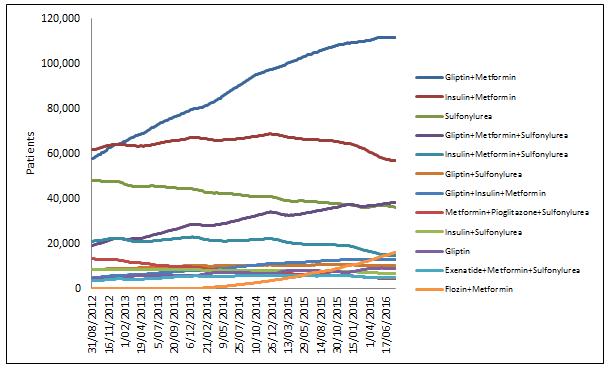 120,000
100,000
80,000
60,000
40,000
20,000
0
Patients
31/08/2012
16/11/2012
1/02/2013
19/04/2013
5/07/2013
20/09/2013
6/12/2013
21/02/2014
9/05/2014
25/07/2014
10/10/2014
26/12/2014
13/03/2015
29/05/2015
14/08/2015
30/10/2015
15/01/2016
1/04/2016
17/06/2016
Gliptin+Metformin
Insulin+Metformin
Sulfonylurea
Gliptin+Metformin+Sulfonylurea
Insulin+Metformin+Sulfonylurea
Gliptin+Sulfonylurea
Gliptin+Insulin+Metformin
Metformin+Pioglitazone+Sulfonylurea
Insulin+Sulfonylurea
Gliptin
Exenatide+Metformin+Sulfonylurea
Flozin+Metformin